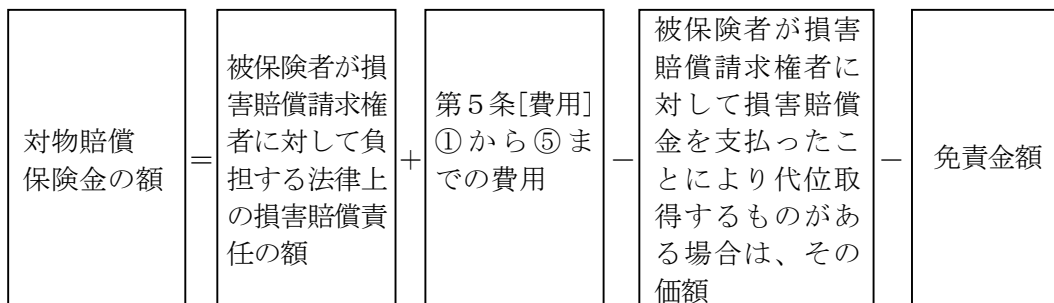 対物賠償
保険金の額
＝
被保険者が損
害賠償請求権
者に対して負
担する法律上
の損害賠償責
任の額
＋
第５条[費用]
①から⑤ま
での費用
－
被保険者が損害
賠償請求権者に
対して損害賠償
金を支払ったこ
とにより代位取
得するものがあ
る場合は、その
価額
－
免責金額